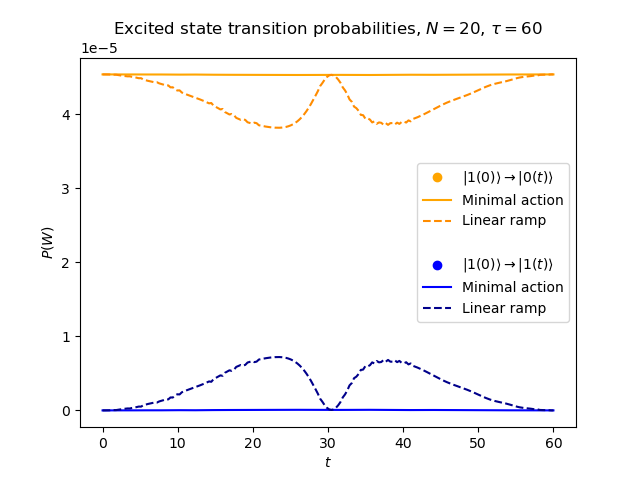 Excited state transition probabilities, N = 20, τ = 60
1e−5
4
3
2
1
0
P(W)
|1(0)⟩ → |0(t)⟩
Minimal action
Linear ramp
|1(0)⟩ → |1(t)⟩
Minimal action
Linear ramp
0 10 20 30 40 50 60
t